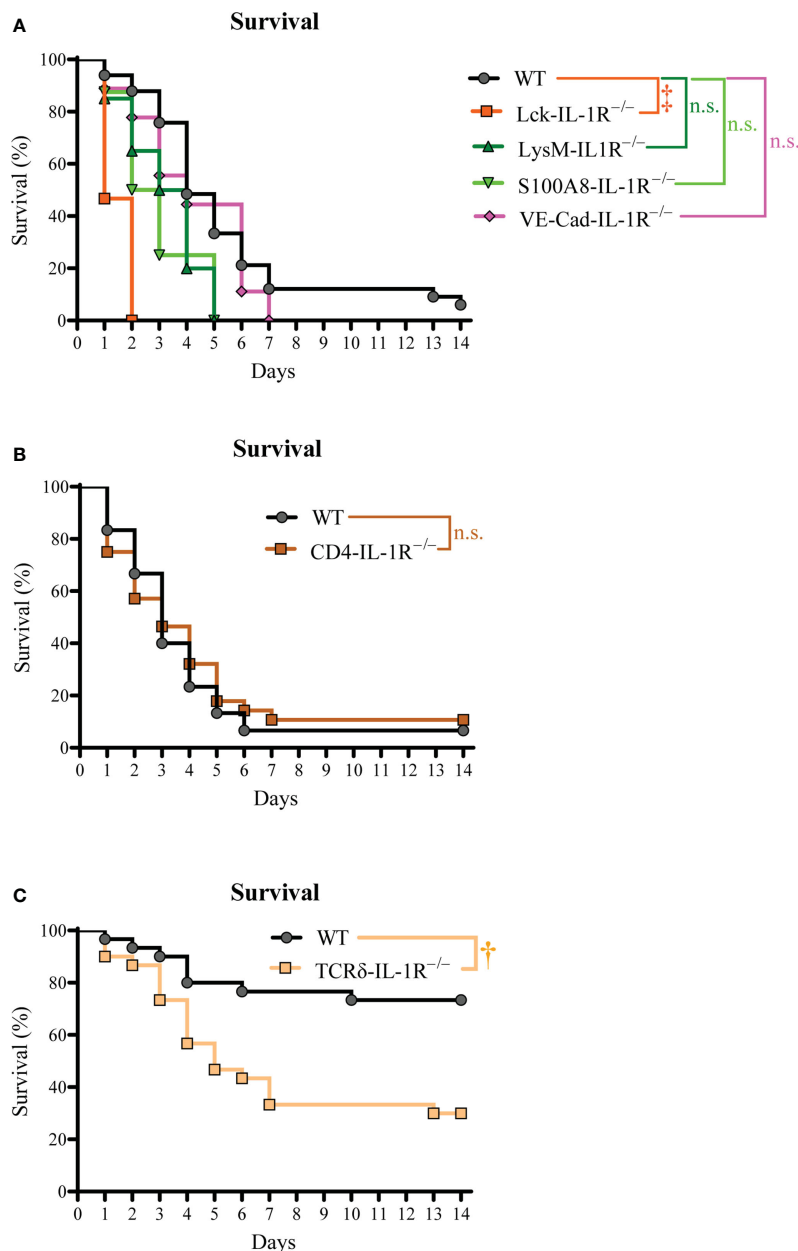 A
Survival
100
80
60
40
20
0
Survival (%)
0 1 2 3 4 5 6 7 8 9 10 11 12 13 14
Days
WT
Lck-IL-1R−/−
LysM-IL1R−/−
S100A8-IL-1R−/−
VE-Cad-IL-1R−/−
‡
n.s.
n.s.
n.s.
B
Survival
100
80
60
40
20
0
Survival (%)
0 1 2 3 4 5 6 7 8 9 10 11 12 13 14
Days
WT
CD4-IL-1R−/−
n.s.
C
Survival
100
80
60
40
20
0
Survival (%)
0 1 2 3 4 5 6 7 8 9 10 11 12 13 14
Days
WT
TCRδ-IL-1R−/−
†